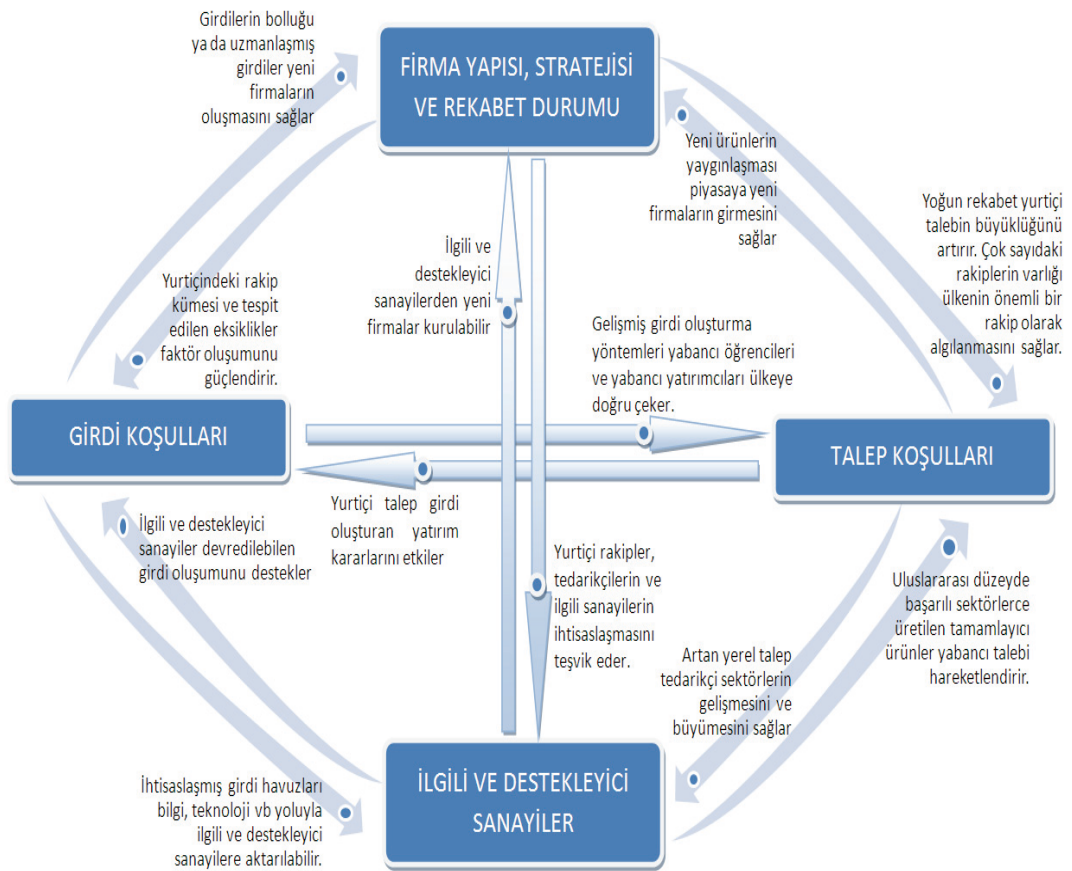 Girdilerin bolluğu
ya da uzmanlaşmış
girdiler yeni
firmaların
oluşmasını sağlar
FİRMA YAPISI, STRATEJİSİ
VE REKABET DURUMU
Yeni ürünlerin
yaygınlaşması
piyasaya yeni
firmaların girmesini
sağlar
Yoğun rekabet yurtiçi
talebin büyüklüğünü
artırır. Çok sayıdaki
rakiplerin varlığı
ülkenin önemli bir
rakip olarak
algılanmasını sağlar.
İlgili ve
destekleyici
sanayilerden yeni
firmalar kurulabilir
Yurtiçindeki rakip
kümesi ve tespit
edilen eksiklikler
faktör oluşumunu
güçlendirir.
Gelişmiş girdi oluşturma
yöntemleri yabancı öğrencileri
ve yabancı yatırımcıları ülkeye
doğru çeker.
GİRDİ KOŞULLARI
TALEP KOŞULLARI
Yurtiçi talep girdi
oluşturan yatırım
kararlarını etkiler
İlgili ve destekleyici
sanayiler devredilebilen
girdi oluşumunu destekler
Yurtiçi rakipler,
tedarikçilerin ve
ilgili sanayilerin
ihtisaslaşmasını
teşvik eder.
Uluslararası düzeyde
başarılı sektörlerce
üretilen tamamlayıcı
ürünler yabancı talebi
hareketlendirir.
Artan yerel talep
tedarikçi sektörlerin
gelişmesini ve
büyümesini sağlar
İLGİLİ VE DESTEKLEYİCİ
SANAYİLER
İhtisaslaşmış girdi havuzları
bilgi, teknoloji vb yoluyla
ilgili ve destekleyici
sanayilere aktarılabilir.